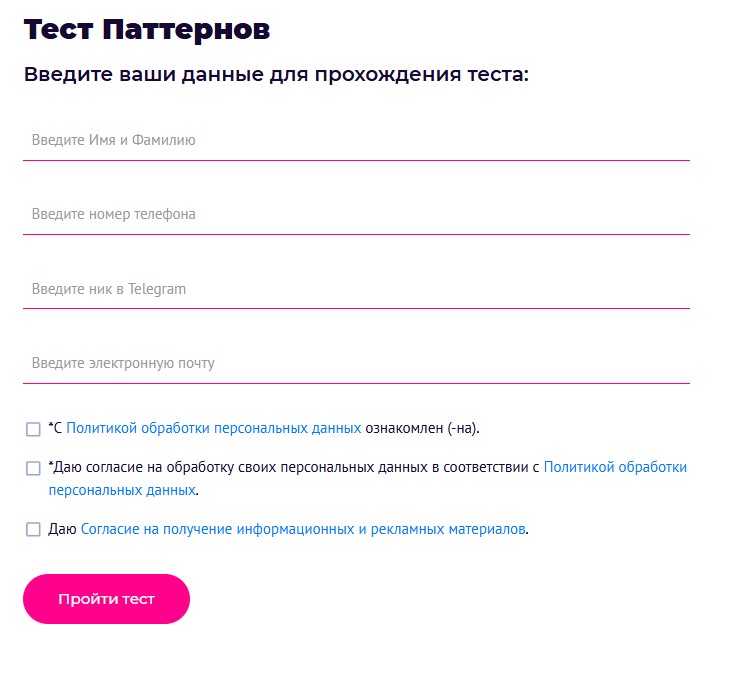 Тест Паттернов
Введите ваши данные для прохождения теста:
Введите Имя и Фамилию
Введите номер телефона
Введите ник в Telegram
Введите электронную почту
*С Политикой обработки персональных данных ознакомлен (-на).
*Даю согласие на обработку своих персональных данных в соответствии с Политикой обработки
персональных данных.
Даю Согласие на получение информационных и рекламных материалов.
Пройти тест